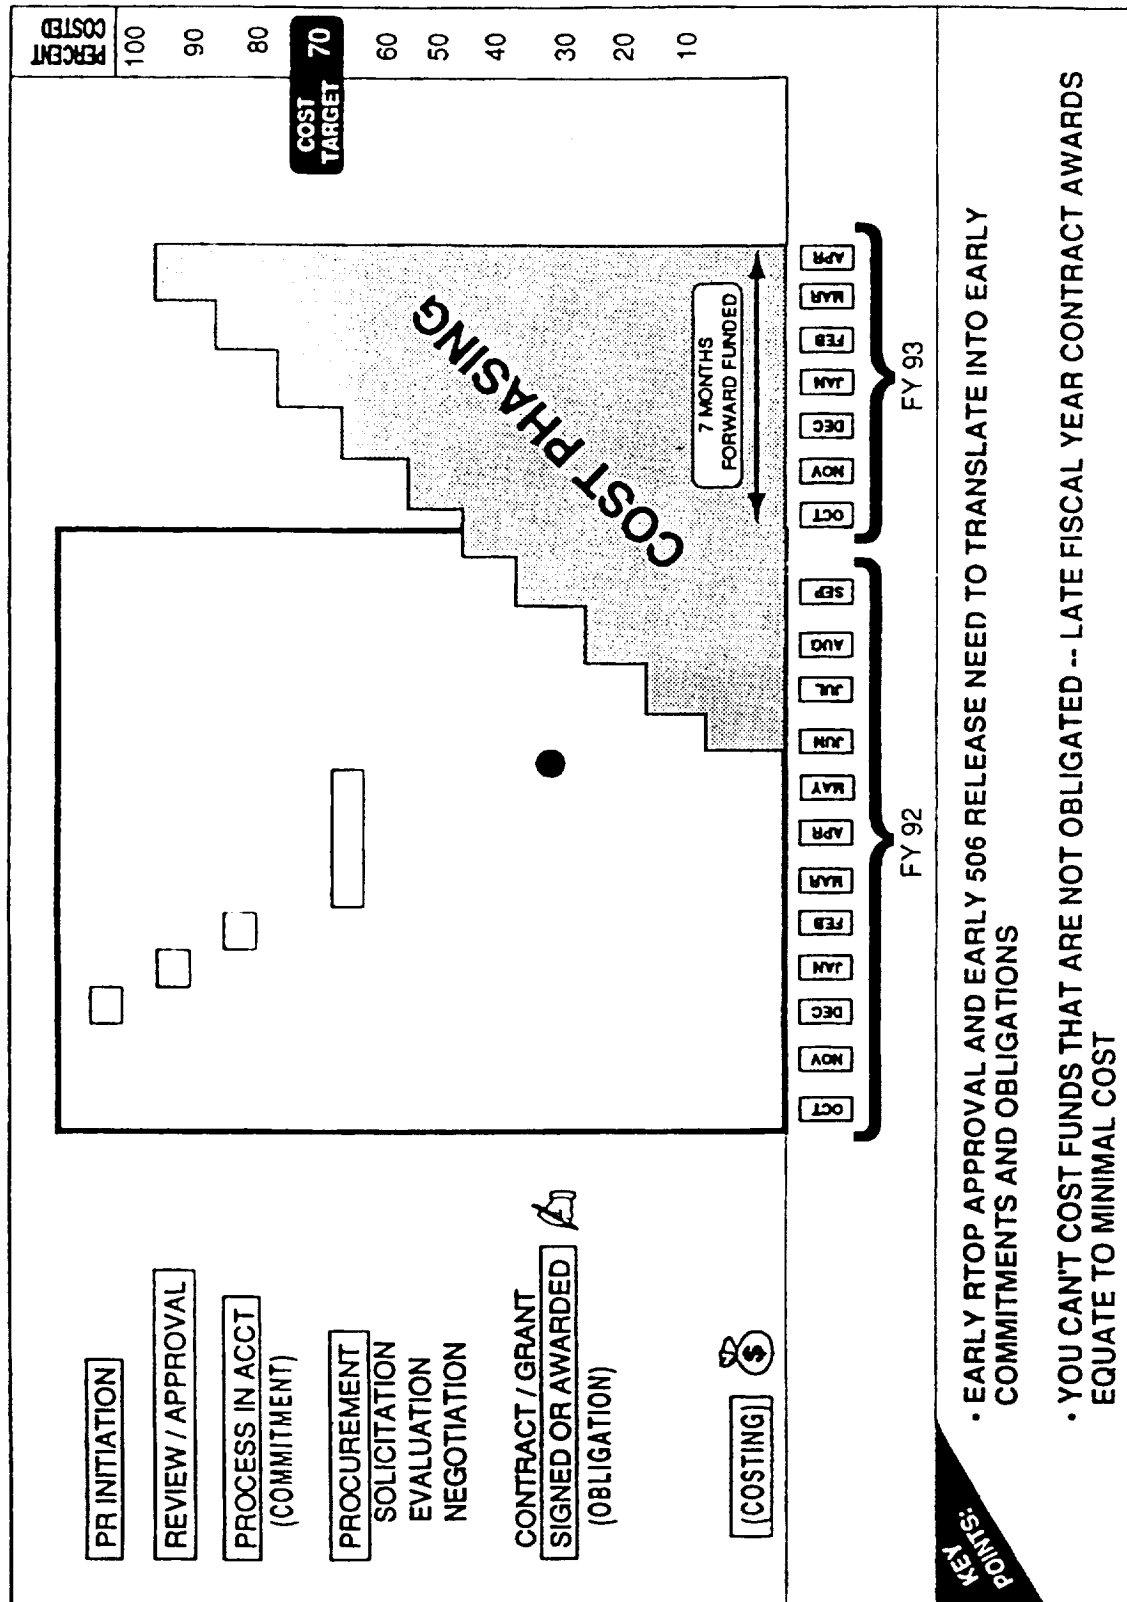 PERCENT
COSTED
PR INITIATION
100
REVIEW / APPROVAL
90
PROCESS IN ACCT
(COMMITMENT)
80
COST
TARGET
70
PROCUREMENT
SOLICITATION
EVALUATION
NEGOTIATION
60
50
40
CONTRACT / GRANT
SIGNED OR AWARDED
(OBLIGATION)
30
20
10
COST PHASING
7 MONTHS
FORWARD FUNDED
(COSTING)
$
OCT
NOV
DEC
JAN
FEB
MAR
APR
MAY
JUN
JUL
AUG
SEP
OCT
NOV
DEC
JAN
FEB
MAR
APR
FY 92
FY 93
KEY
POINTS:
• EARLY RTOP APPROVAL AND EARLY 506 RELEASE NEED TO TRANSLATE INTO EARLY
COMMITMENTS AND OBLIGATIONS
• YOU CAN'T COST FUNDS THAT ARE NOT OBLIGATED -- LATE FISCAL YEAR CONTRACT AWARDS
EQUATE TO MINIMAL COST